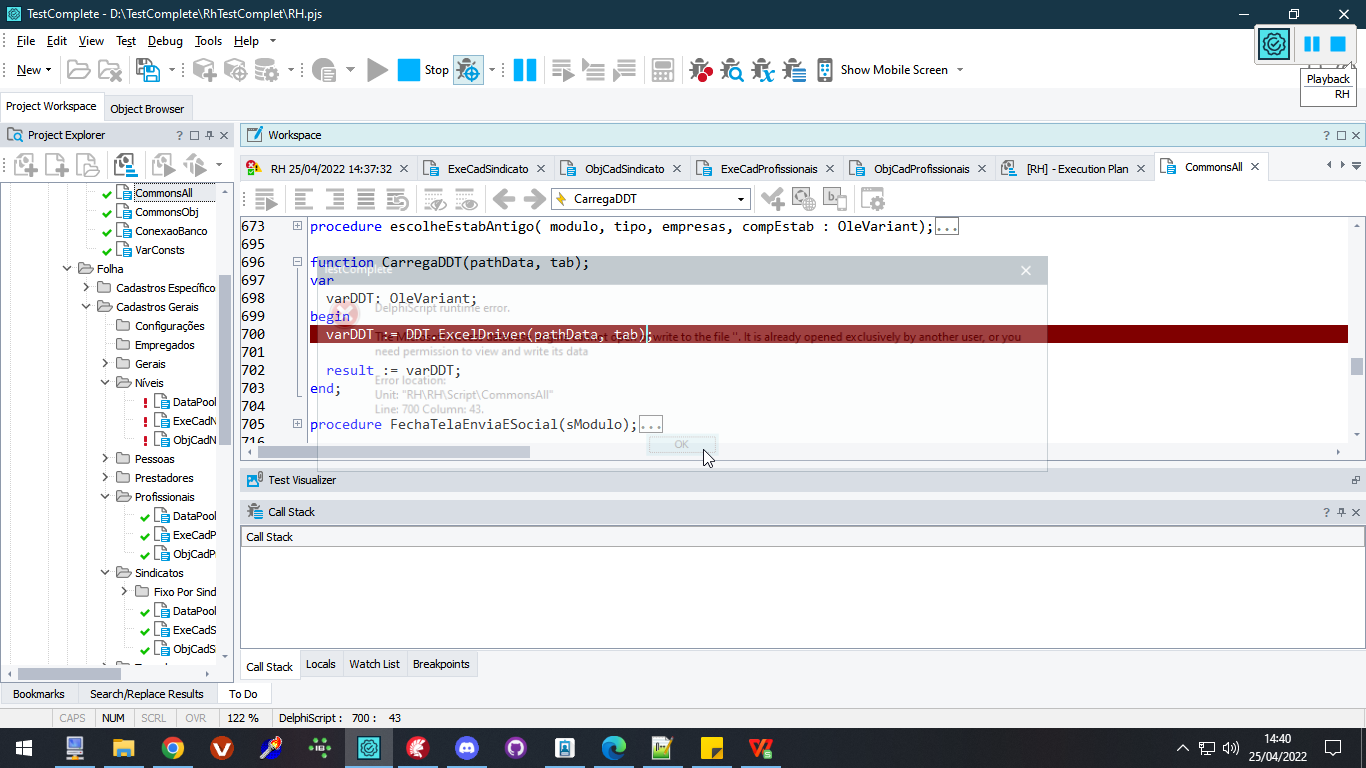 TestComplete - D:\TestComplete\RhTestComplet\RH.pjs
File Edit View Test Debug Tools Help
New Stop Show Mobile Screen
Playback
RH
Project Workspace Object Browser
Project Explorer ?
Workspace ?
RH 25/04/2022 14:37:32 ExeCadSindicato ObjCadSindicato ExeCadProfissionais ObjCadProfissionais [RH] - Execution Plan CommonsAll
CarregaDDT
CommonsAll
CommonsObj
ConexaoBanco
VarConsts
Folha
Cadastros Específico
Cadastros Gerais
Configurações
Empregados
Gerais
Níveis
DataPool
ExeCadN
ObjCadN
Pessoas
Prestadores
Profissionais
DataPool
ExeCadP
ObjCadP
Sindicatos
Fixo Por Sind
DataPool
ExeCadS
ObjCadS
673 procedure escolheEstabAntigo( modulo, tipo, empresas, compEstab : OleVariant);...
695
696 function CarregaDDT(pathData, tab);
697 var
698 varDDT: OleVariant;
699 begin
700 varDDT := DDT.ExcelDriver(pathData, tab);
701
702 result := varDDT;
703 end;
704
705 procedure FechaTelaEnviaESocial(sModulo);...
716
TestComplete
DelphiScript runtime error.
write to the file ''. It is already opened exclusively by another user, or you
need permission to view and write its data
Error location:
Unit: "RH\RH\Script\CommonsAll"
Line: 700 Column: 43.
OK
Test Visualizer
Call Stack ?
Call Stack
Call Stack Locals Watch List Breakpoints
Bookmarks Search/Replace Results To Do
CAPS NUM SCRL OVR 122 % DelphiScript : 700 : 43
14:40
25/04/2022